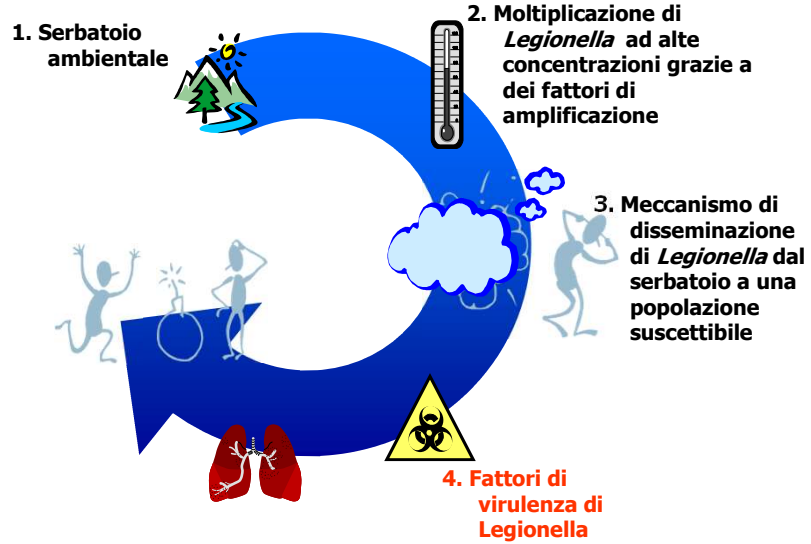 1. Serbatoio
ambientale
2. Moltiplicazione di
Legionella ad alte
concentrazioni grazie a
dei fattori di
amplificazione
3. Meccanismo di
disseminazione
di Legionella dal
serbatoio a una
popolazione
suscettibile
4. Fattori di
virulenza di
Legionella